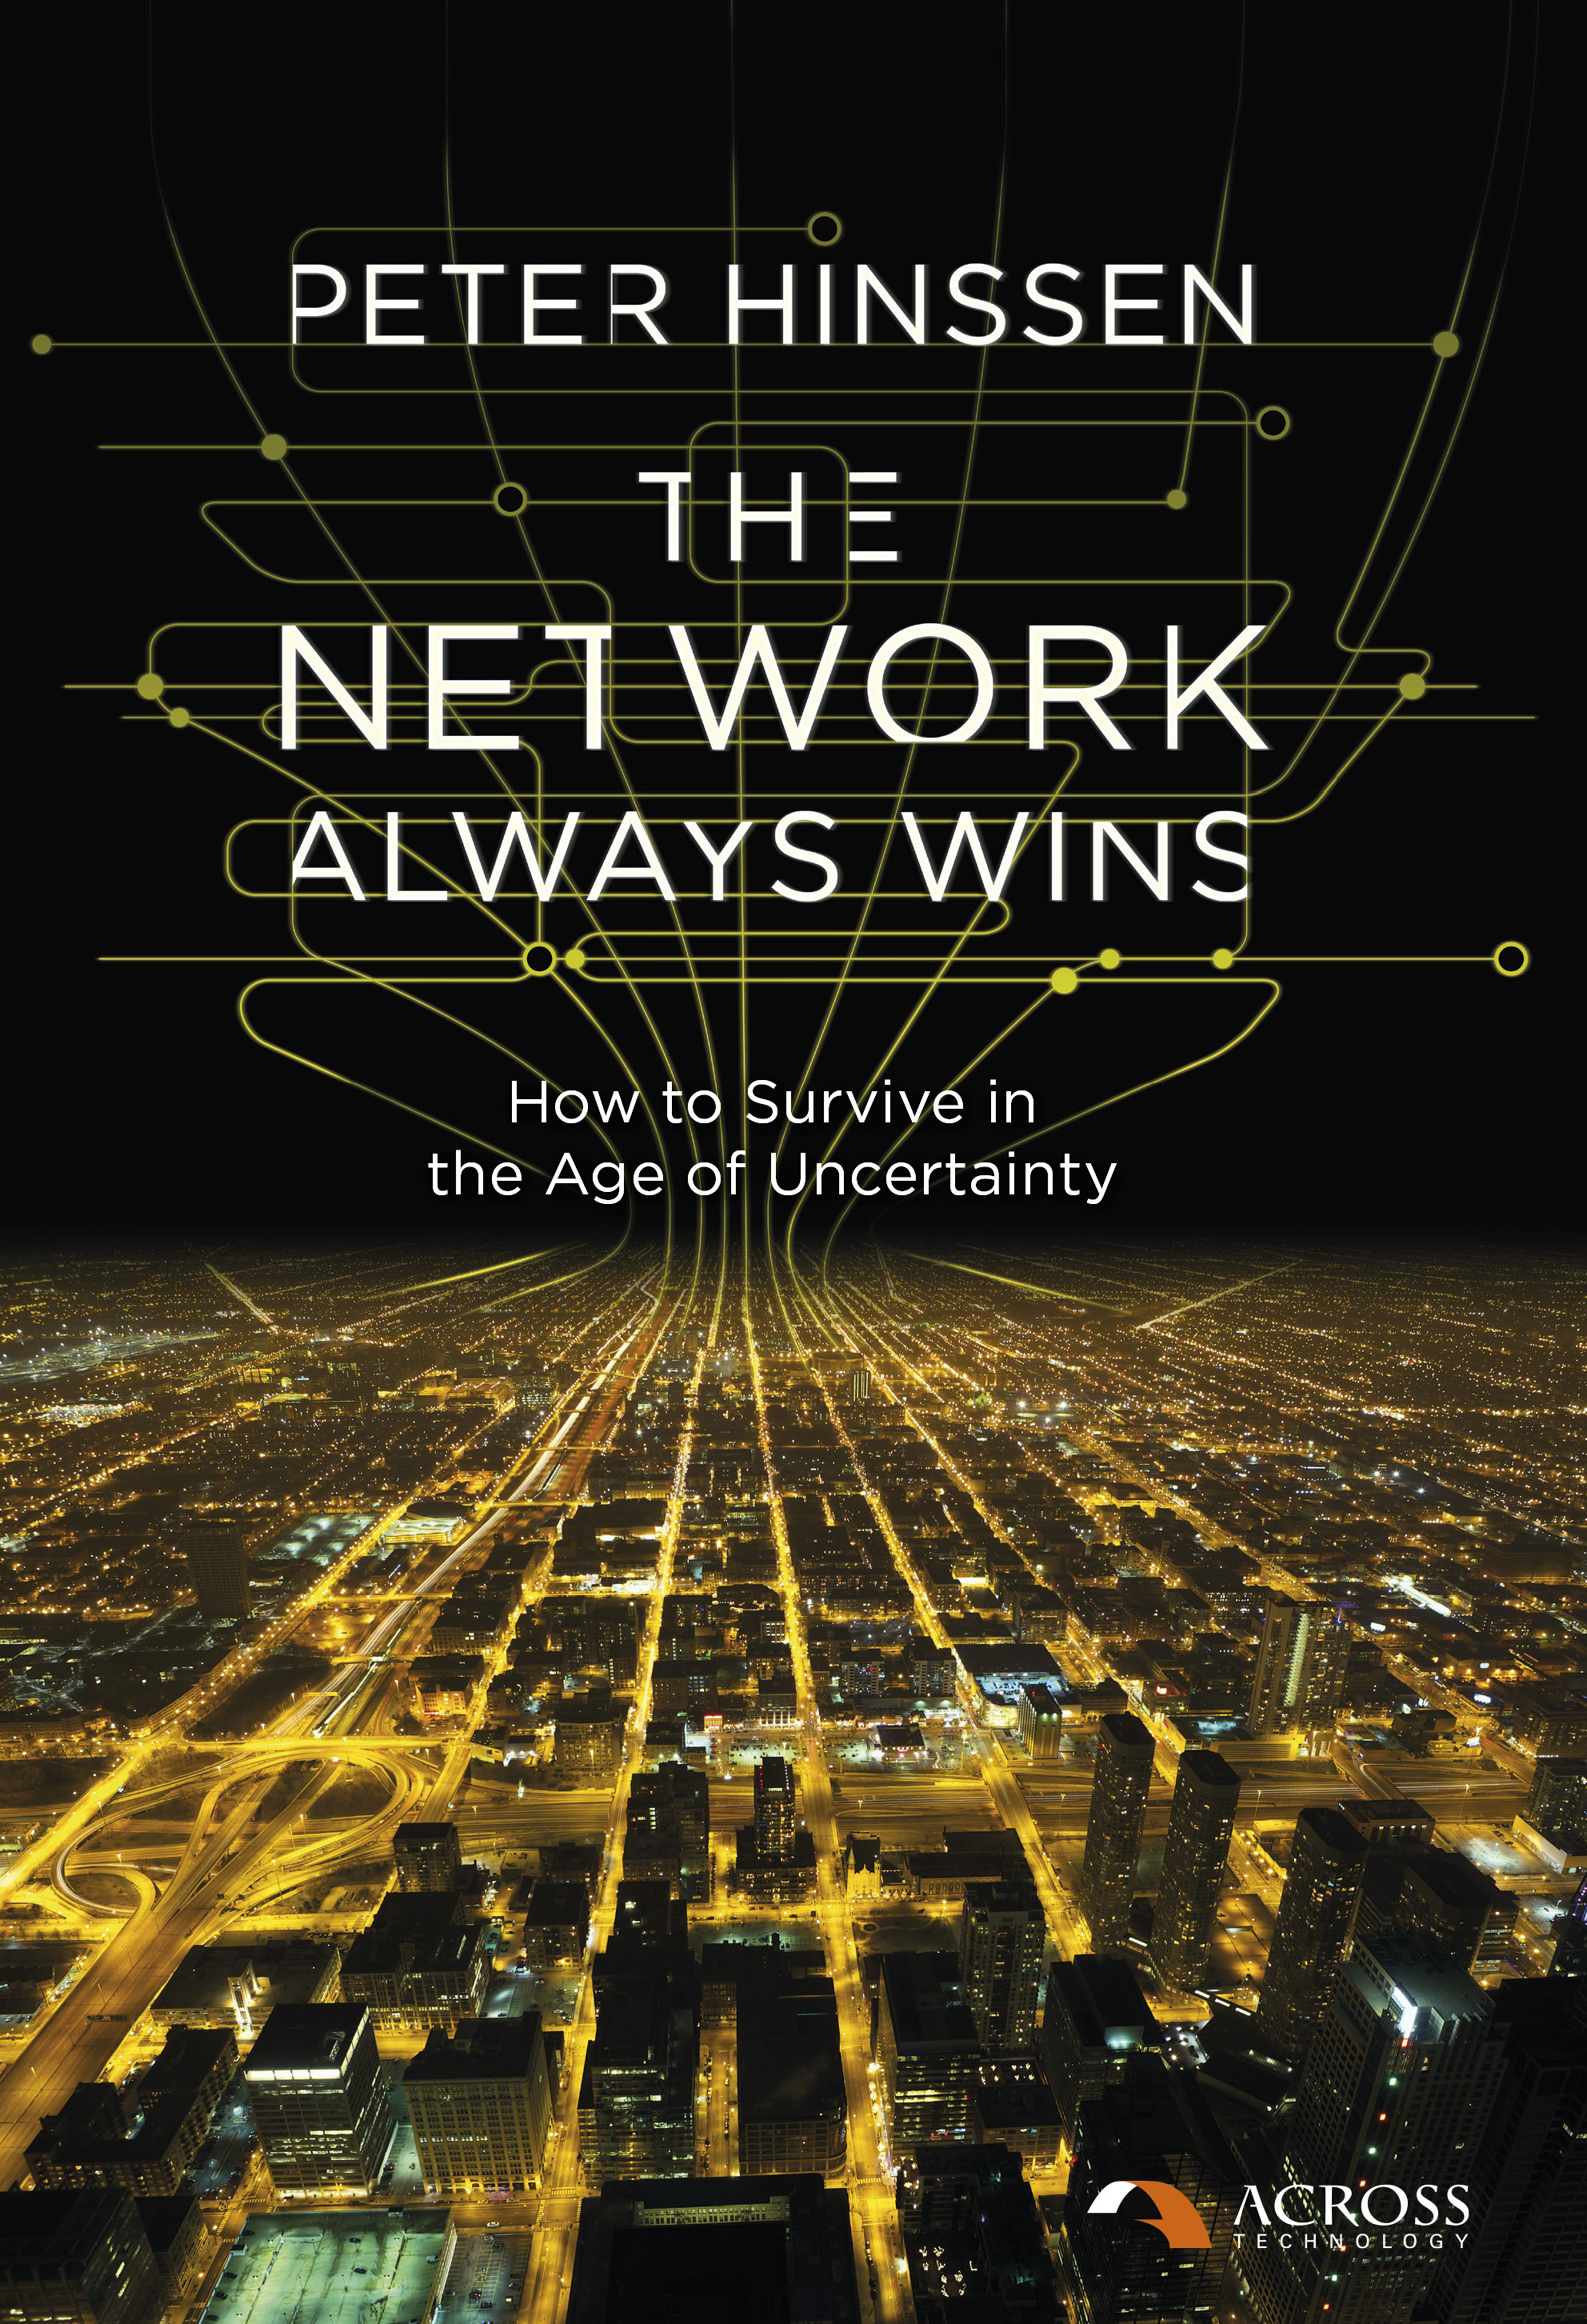 PETER HINSSEN
THE
NETWORK
ALWAYS WINS
How to Survive in
the Age of Uncertainty
ACROSS
TECHNOLOGY